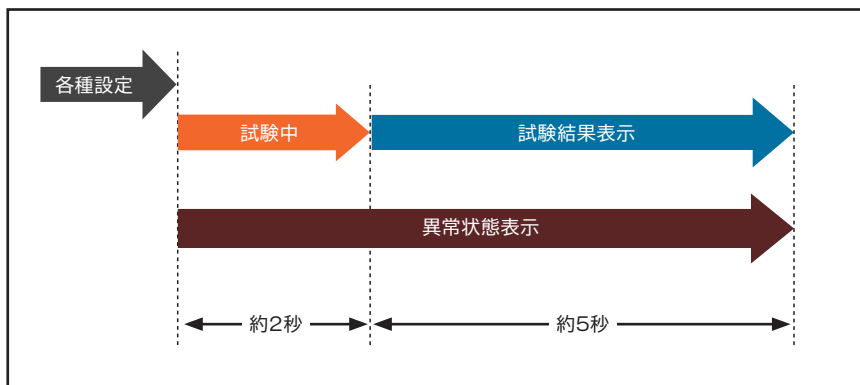 各種設定
試験中
試験結果表示
異常状態表示
約2秒
約5秒